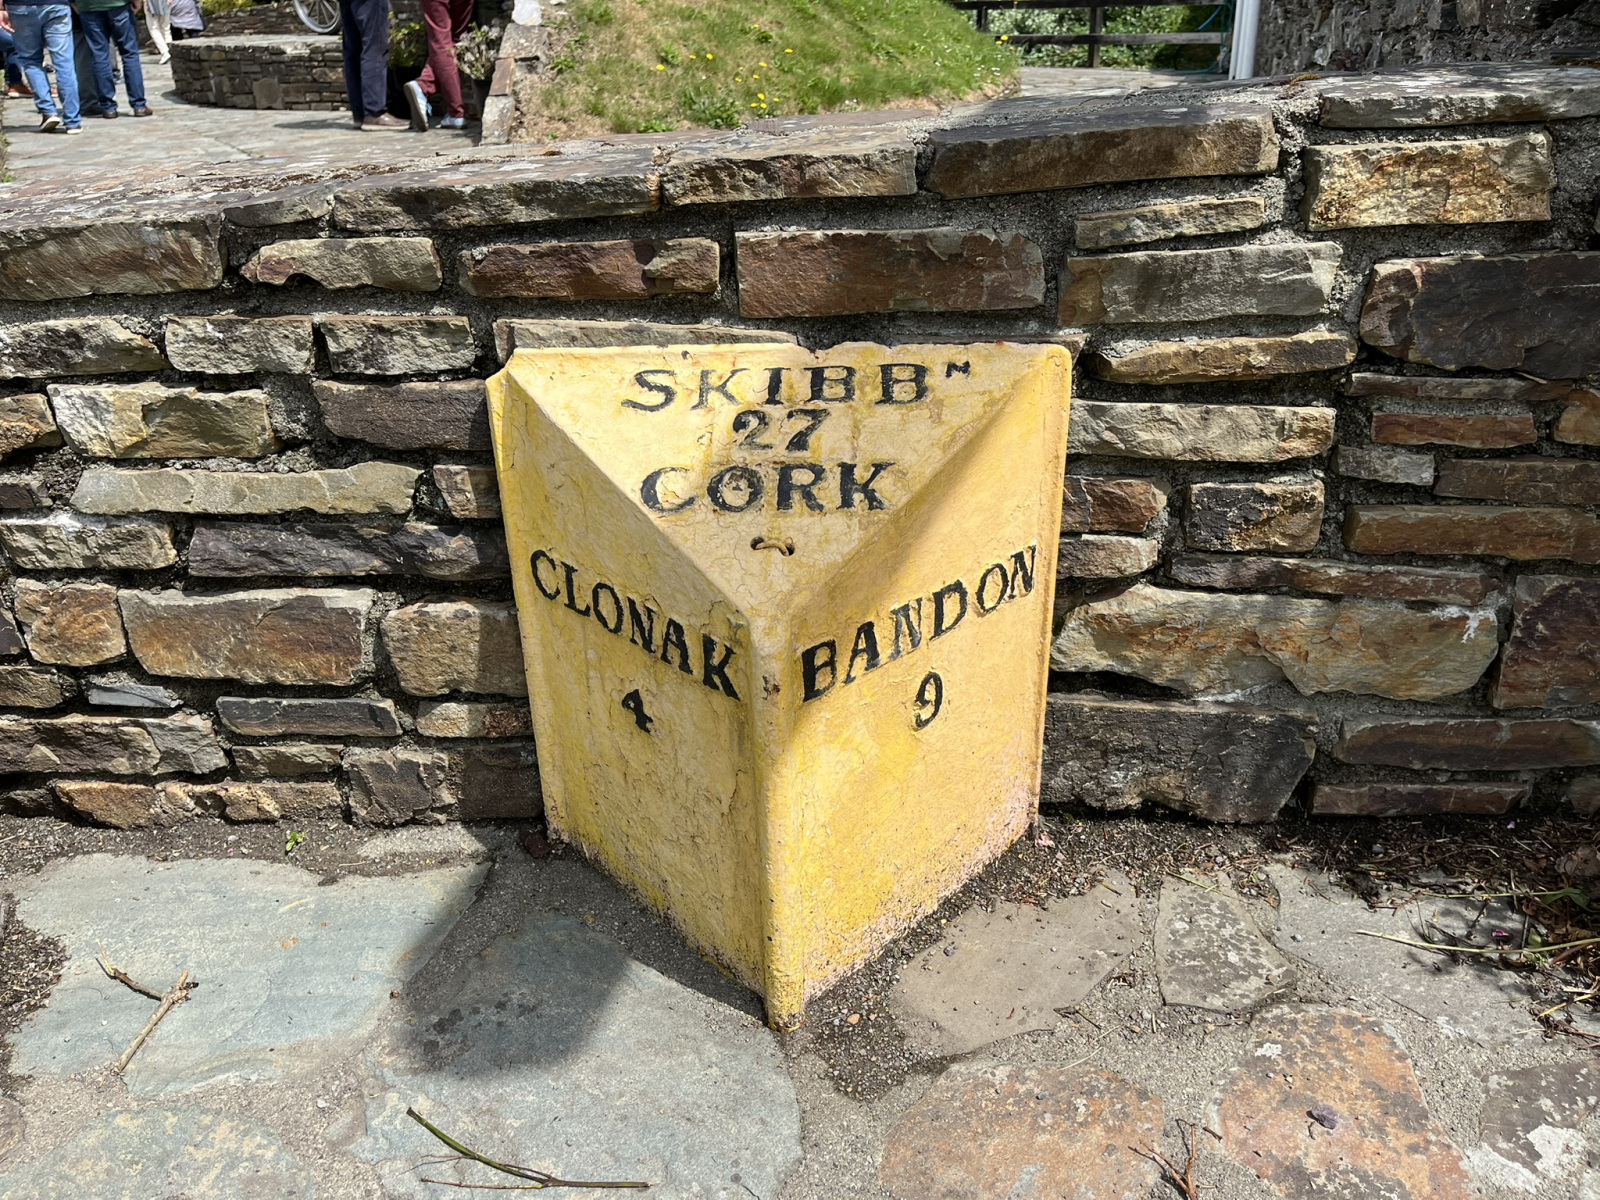 SKIBBᴺ
27
CORK
CLONAK
4
BANDON
9